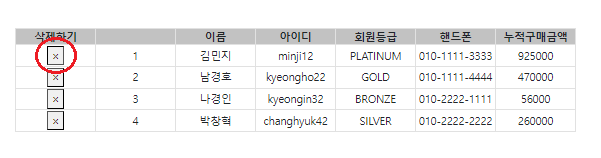 삭제하기 이름 아이디 회원등급 핸드폰 누적구매금액
x 1 김민지 minji12 PLATINUM 010-1111-3333 925000
x 2 남경호 kyeongho22 GOLD 010-1111-4444 470000
x 3 나경인 kyeongin32 BRONZE 010-2222-1111 56000
x 4 박창혁 changhyuk42 SILVER 010-2222-2222 260000